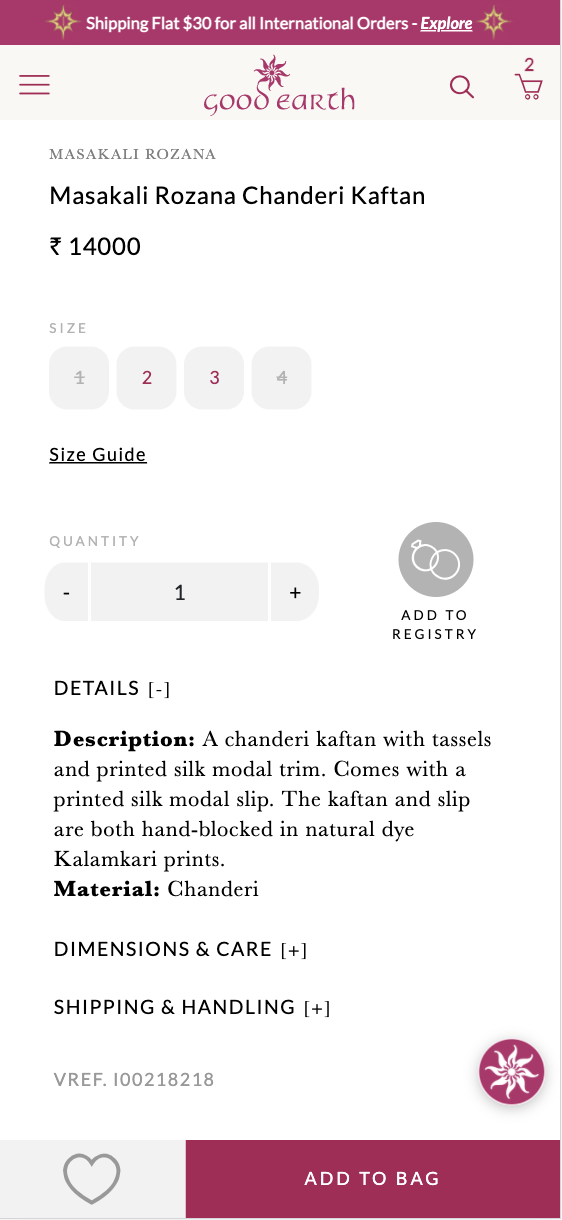 Shipping Flat $30 for all International Orders - Explore
2
good earth
MASAKALI ROZANA
Masakali Rozana Chanderi Kaftan
₹ 14000
SIZE
1 2 3 4
Size Guide
QUANTITY
- 1 +
ADD TO
REGISTRY
DETAILS [-]
Description: A chanderi kaftan with tassels
and printed silk modal trim. Comes with a
printed silk modal slip. The kaftan and slip
are both hand-blocked in natural dye
Kalamkari prints.
Material: Chanderi
DIMENSIONS & CARE [+]
SHIPPING & HANDLING [+]
VREF. I00218218
ADD TO BAG